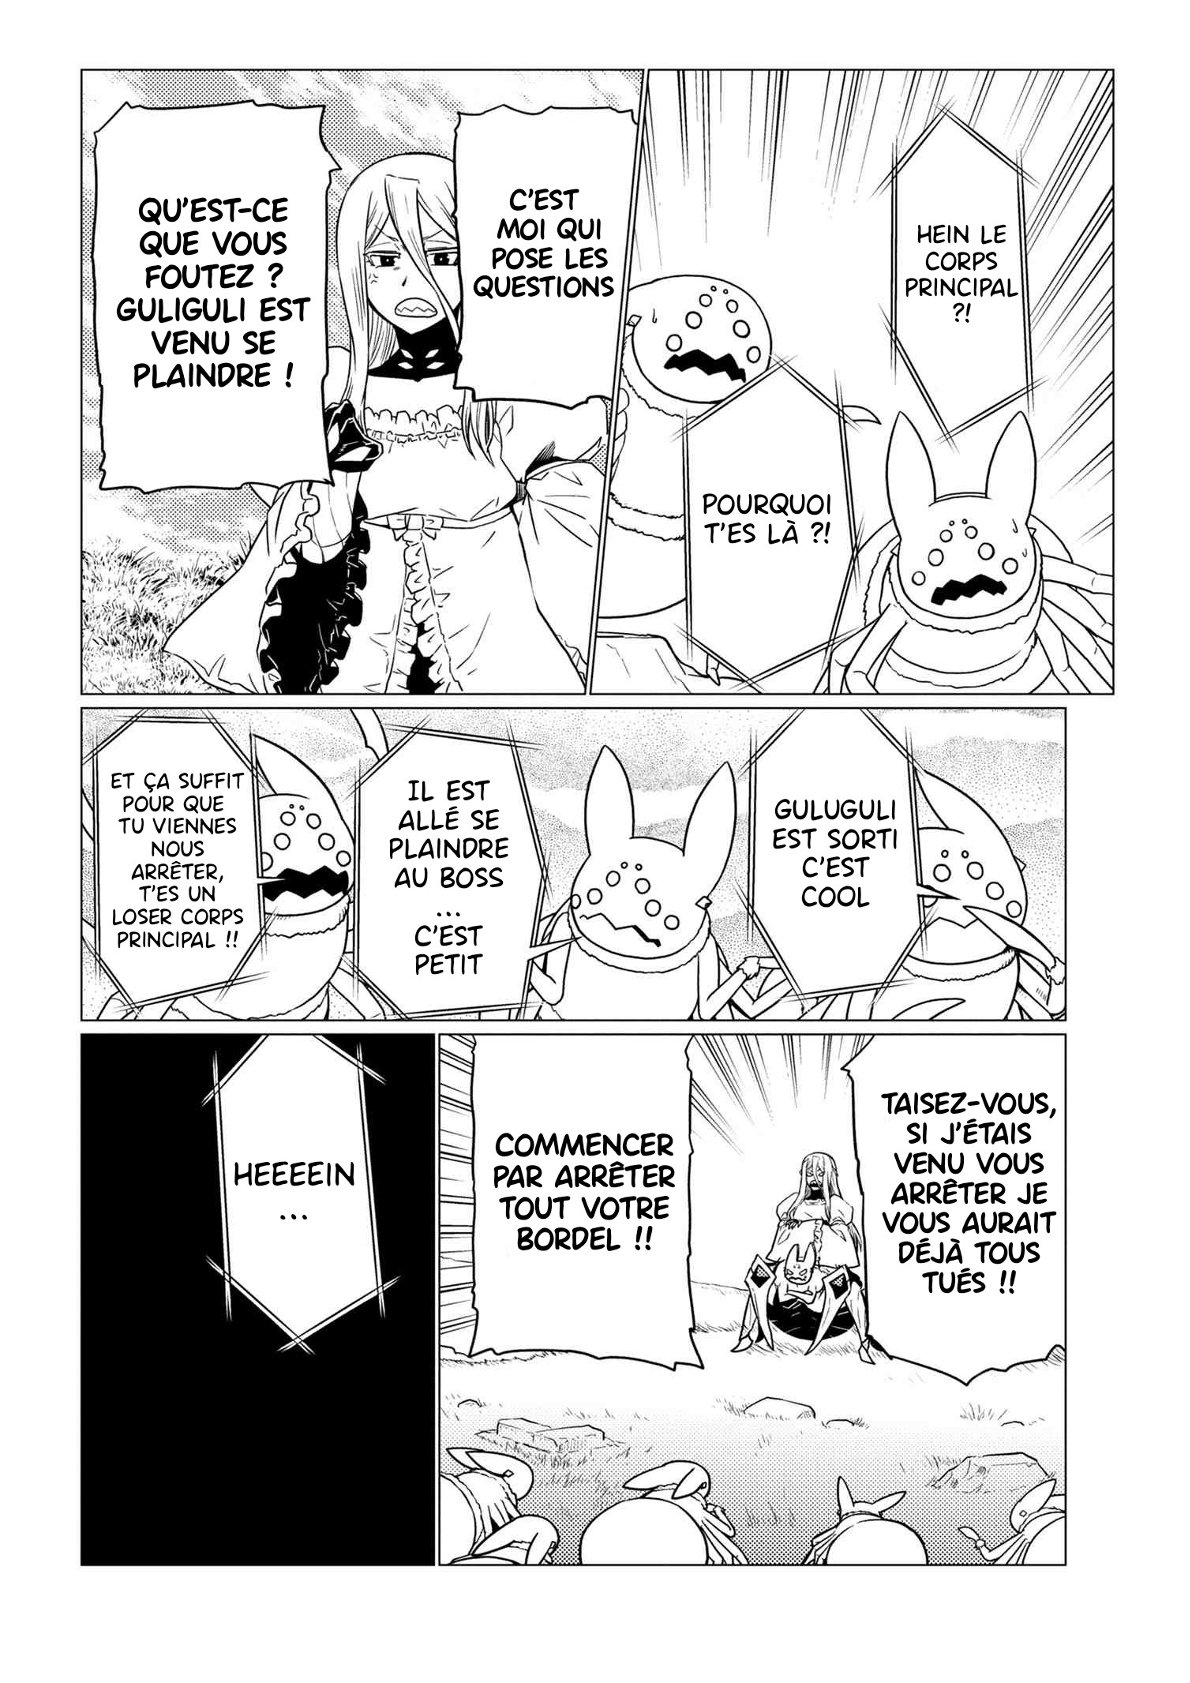 HEIN LE
CORPS
PRINCIPAL
?!
POURQUOI
T'ES LÀ ?!
C'EST
MOI QUI
POSE LES
QUESTIONS
QU'EST-CE
QUE VOUS
FOUTEZ ?
GULIGULI EST
VENU SE
PLAINDRE !
GULUGULI
EST SORTI
C'EST
COOL
IL EST
ALLÉ SE
PLAINDRE
AU BOSS
...
C'EST
PETIT
ET ÇA SUFFIT
POUR QUE
TU VIENNES
NOUS
ARRÊTER,
T'ES UN
LOSER CORPS
PRINCIPAL !!
TAISEZ-VOUS,
SI J'ÉTAIS
VENU VOUS
ARRÊTER JE
VOUS AURAIT
DÉJÀ TOUS
TUÉS !!
COMMENCER
PAR ARRÊTER
TOUT VOTRE
BORDEL !!
HEEEEIN
...